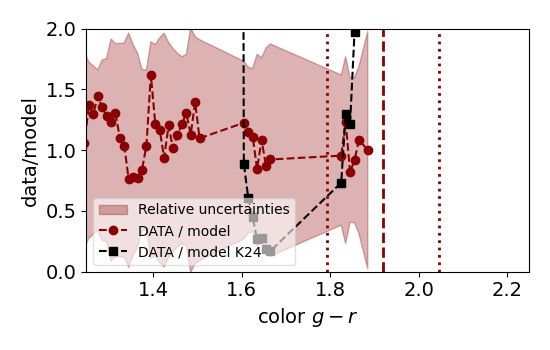 2.0
1.5
1.0
0.5
0.0
data/model
Relative uncertainties
DATA / model
DATA / model K24
1.4 1.6 1.8 2.0 2.2
color g − r